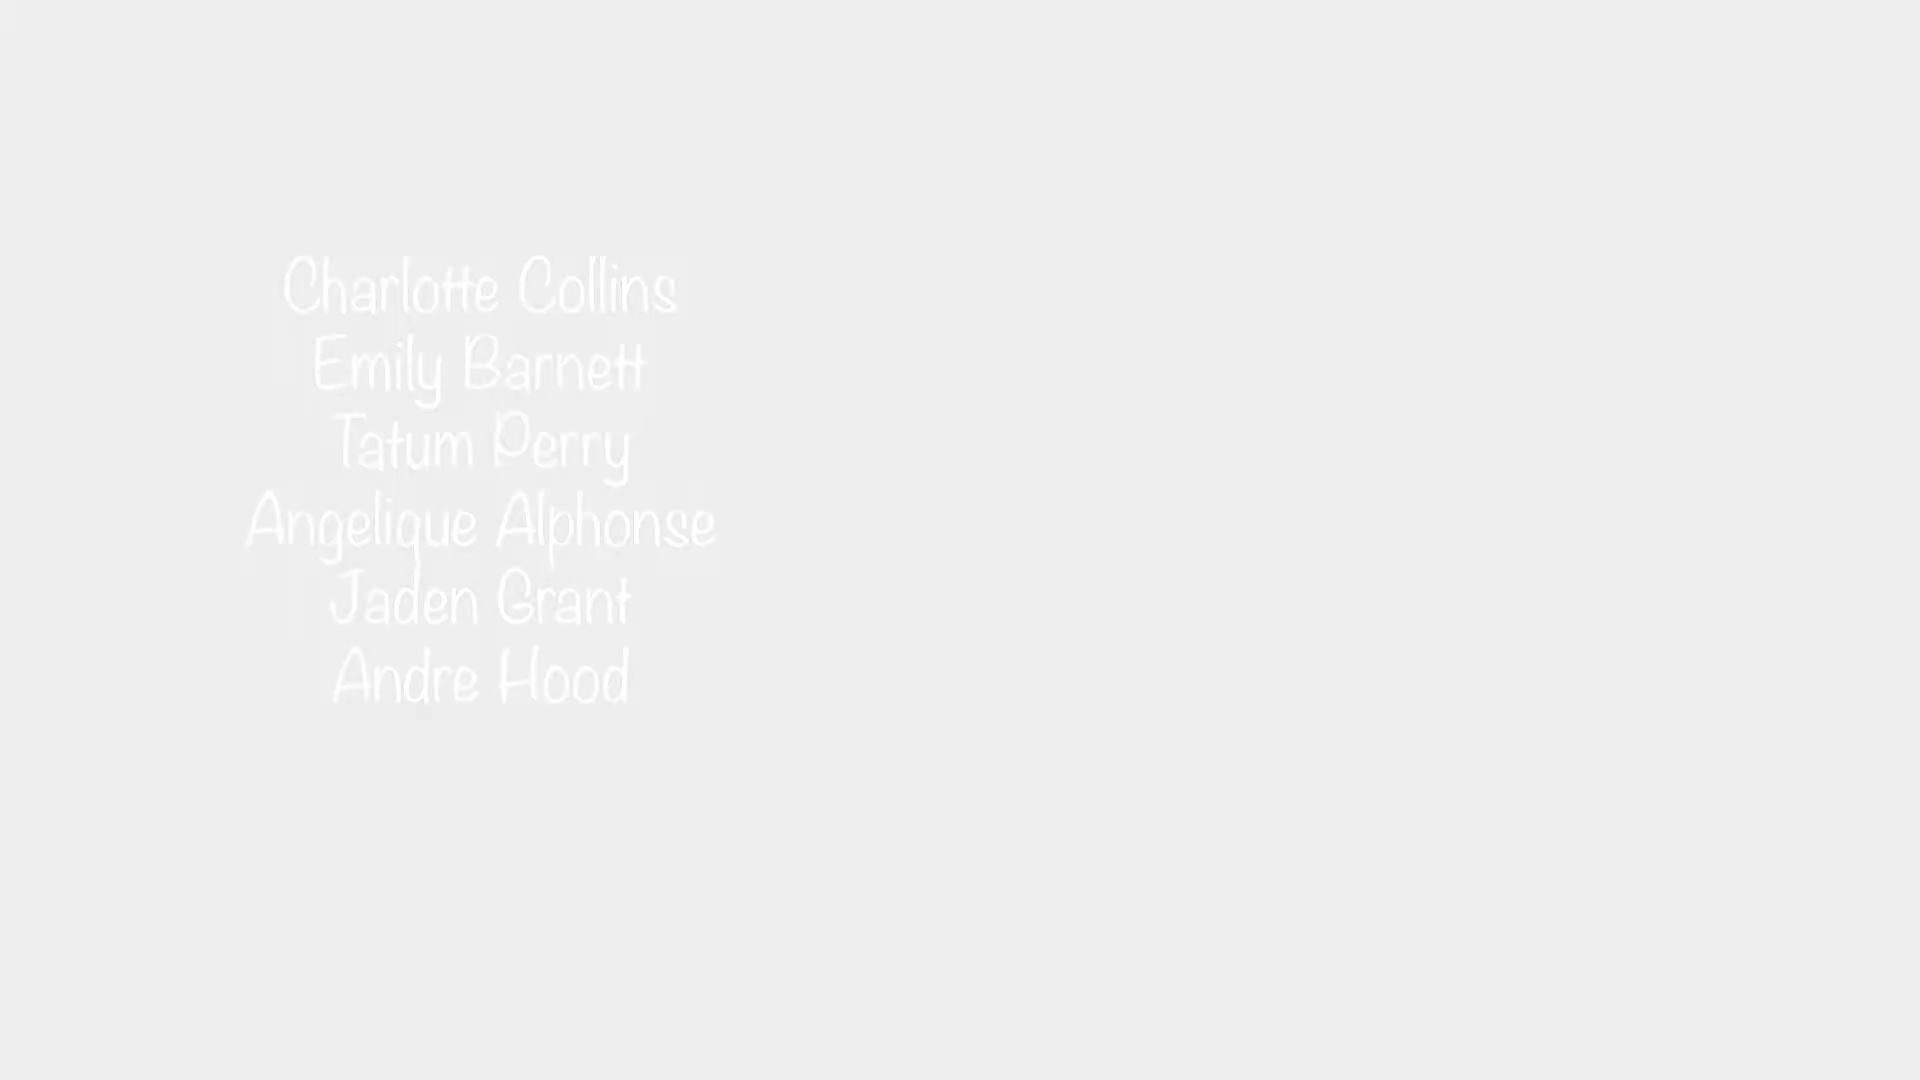 Charlotte Collins
Emily Barnett
Tatum Perry
Angelique Alphonse
Jaden Grant
Andre Hood